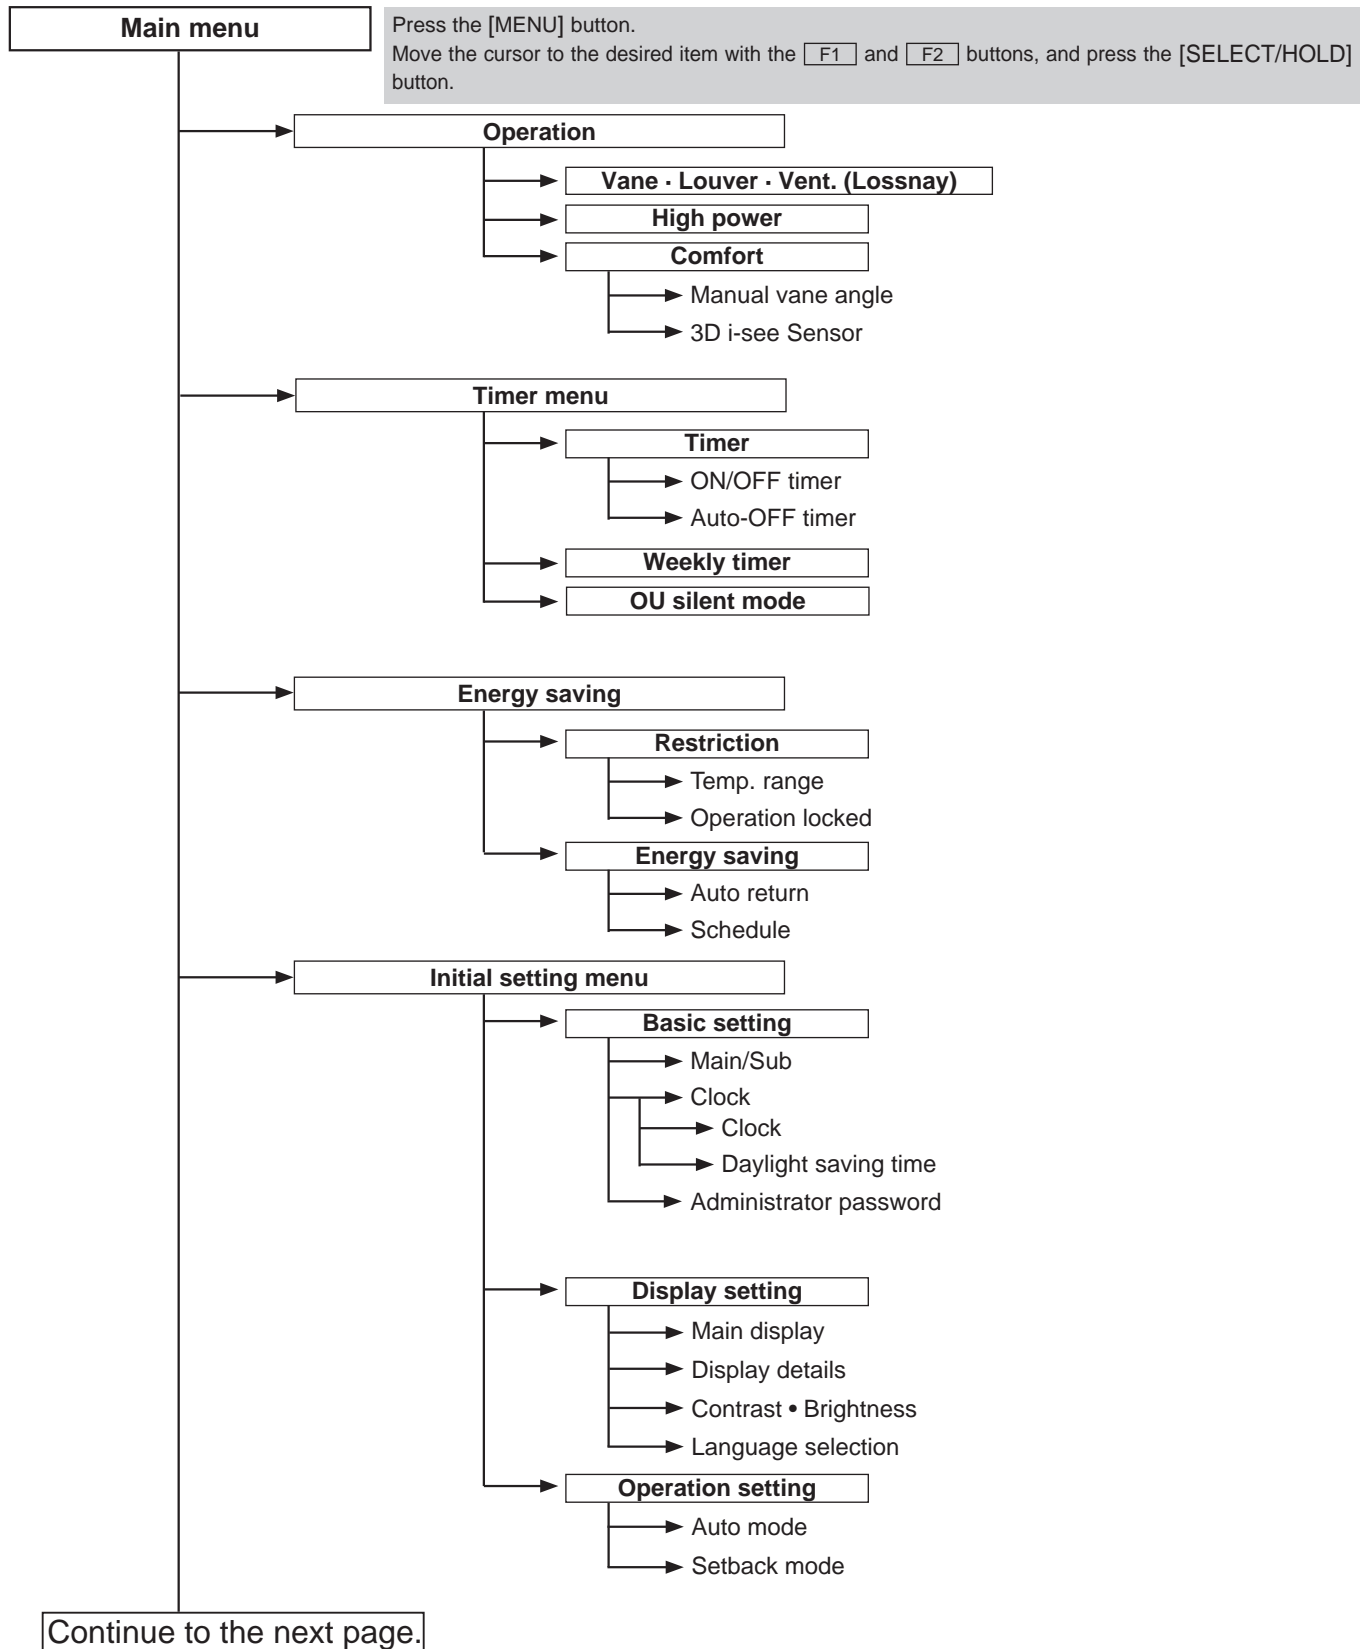 Main menu
Press the [MENU] button.
Move the cursor to the desired item with the F1 and F2 buttons, and press the [SELECT/HOLD]
button.
Operation
Vane · Louver · Vent. (Lossnay)
High power
Comfort
Manual vane angle
3D i-see Sensor
Timer menu
Timer
ON/OFF timer
Auto-OFF timer
Weekly timer
OU silent mode
Energy saving
Restriction
Temp. range
Operation locked
Energy saving
Auto return
Schedule
Initial setting menu
Basic setting
Main/Sub
Clock
Clock
Daylight saving time
Administrator password
Display setting
Main display
Display details
Contrast • Brightness
Language selection
Operation setting
Auto mode
Setback mode
Continue to the next page.